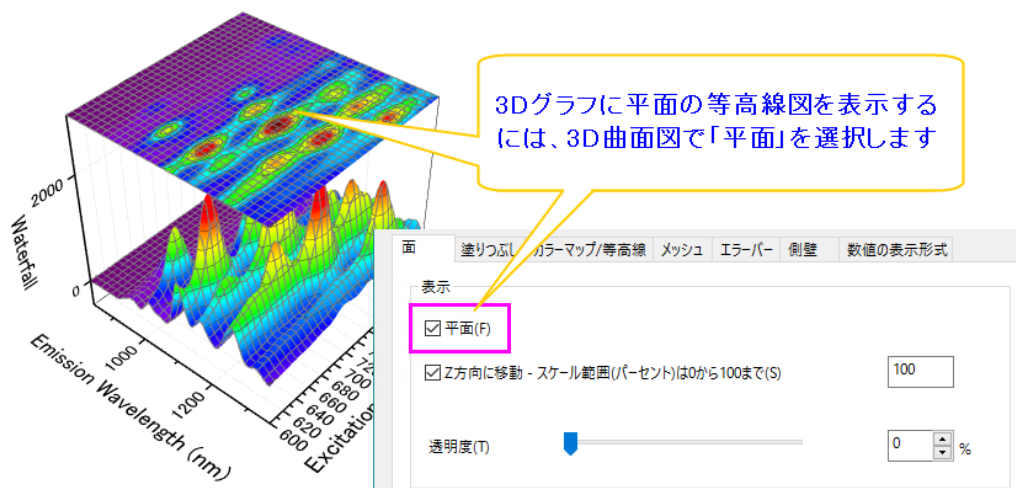 3Dグラフに平面の等高線図を表示する
には、3D曲面図で「平面」を選択します
2000
0
Waterfall
1000
1200
Emission Wavelength (nm)
600
620
640
660
680
700
Excitation
面
塗りつぶし
カラーマップ/等高線
メッシュ
エラーバー
側壁
数値の表示形式
表示
平面(F)
Z方向に移動 - スケール範囲(パーセント)は0から100まで(S)
100
透明度(T)
0
%